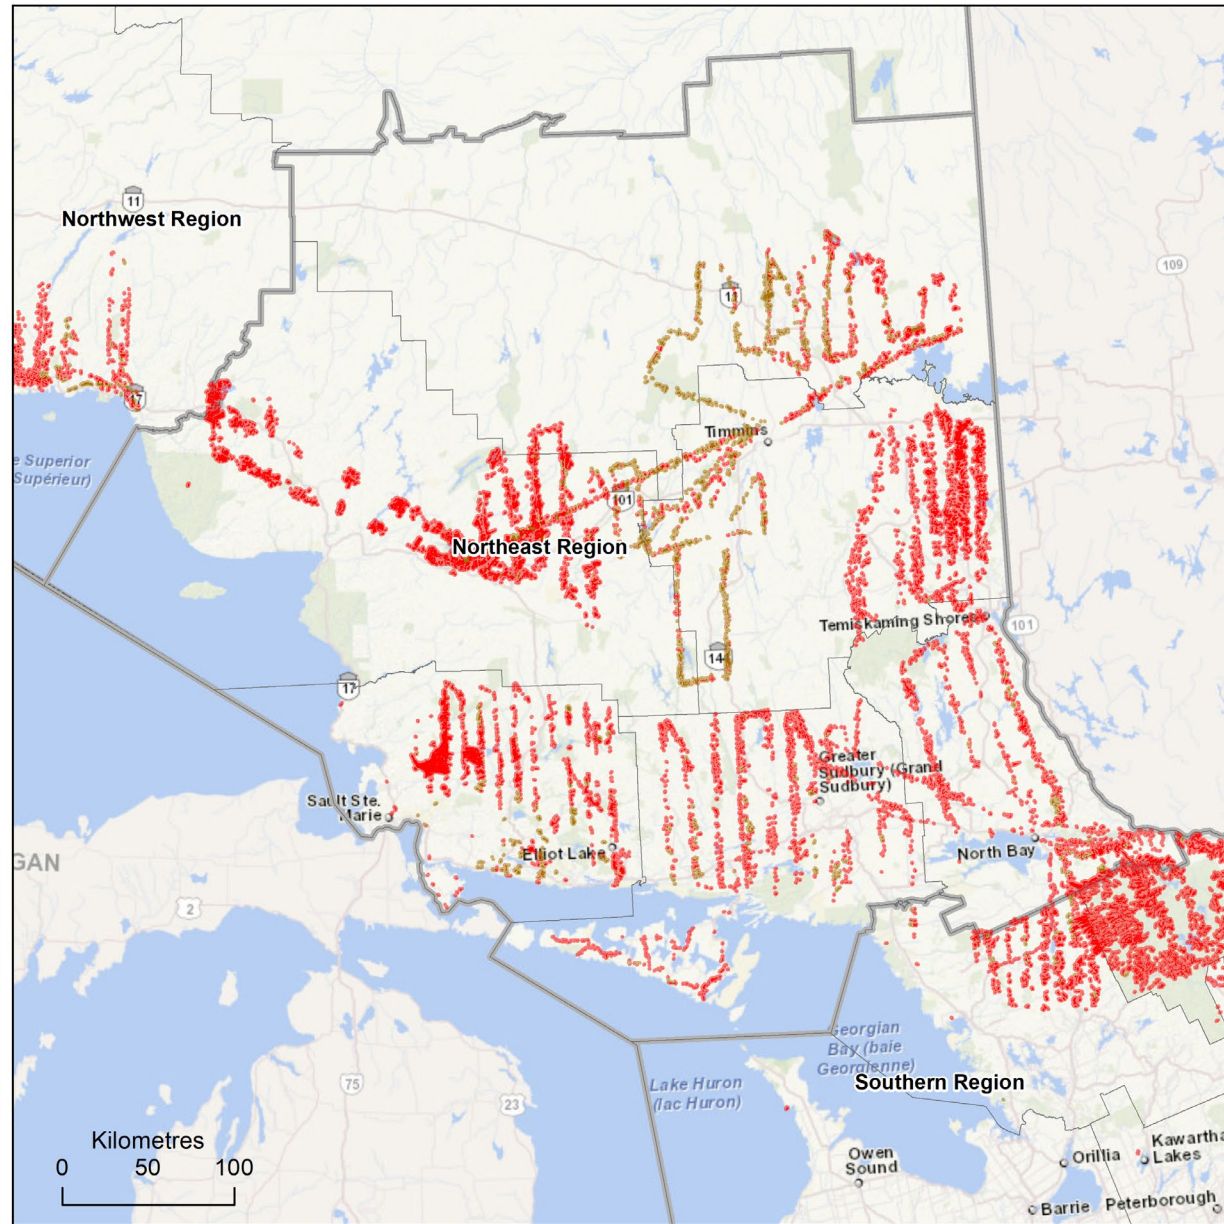 11
Northwest Region
109
11
17
Timmins
e Superior
Supérieur)
101
Northeast Region
Temiskaming Shores
101
144
17
Greater
Sudbury (Grand
Sudbury)
Sault Ste.
Marie
Elliot Lake
North Bay
GAN
2
Georgian
Bay (baie
Georgienne)
Lake Huron
(lac Huron)
Southern Region
75
23
Kilometres
0 50 100
Owen
Sound
Orillia
Kawartha
Lakes
Barrie
Peterborough